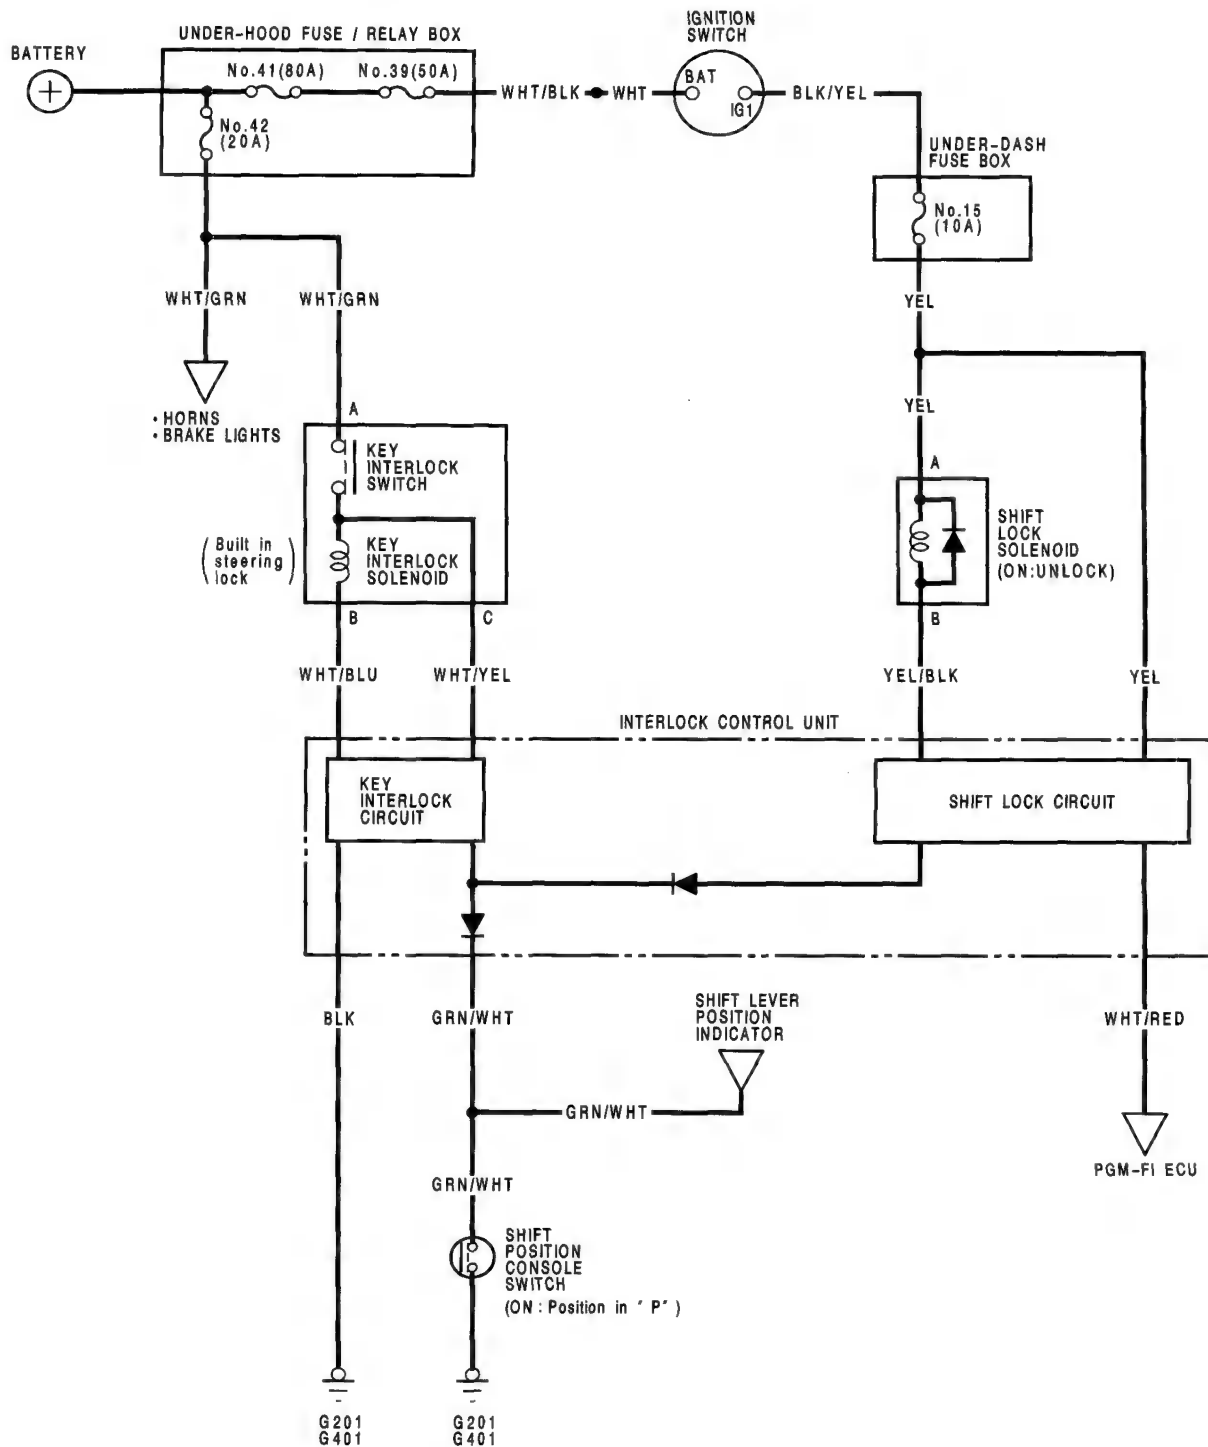 UNDER-HOOD FUSE / RELAY BOX
IGNITION
SWITCH
BATTERY
No.41(80A)
No.39(50A)
WHT/BLK
WHT
BAT
IG1
BLK/YEL
No.42
(20A)
UNDER-DASH
FUSE BOX
No.15
(10A)
WHT/GRN
WHT/GRN
YEL
•HORNS
•BRAKE LIGHTS
A
KEY
INTERLOCK
SWITCH
YEL
A
(Built in
steering
lock)
KEY
INTERLOCK
SOLENOID
SHIFT
LOCK
SOLENOID
(ON:UNLOCK)
B
C
B
WHT/BLU
WHT/YEL
YEL/BLK
YEL
INTERLOCK CONTROL UNIT
KEY
INTERLOCK
CIRCUIT
SHIFT LOCK CIRCUIT
BLK
GRN/WHT
SHIFT LEVER
POSITION
INDICATOR
WHT/RED
GRN/WHT
PGM-FI ECU
GRN/WHT
SHIFT
POSITION
CONSOLE
SWITCH
(ON : Position in " P" )
G201
G401
G201
G401